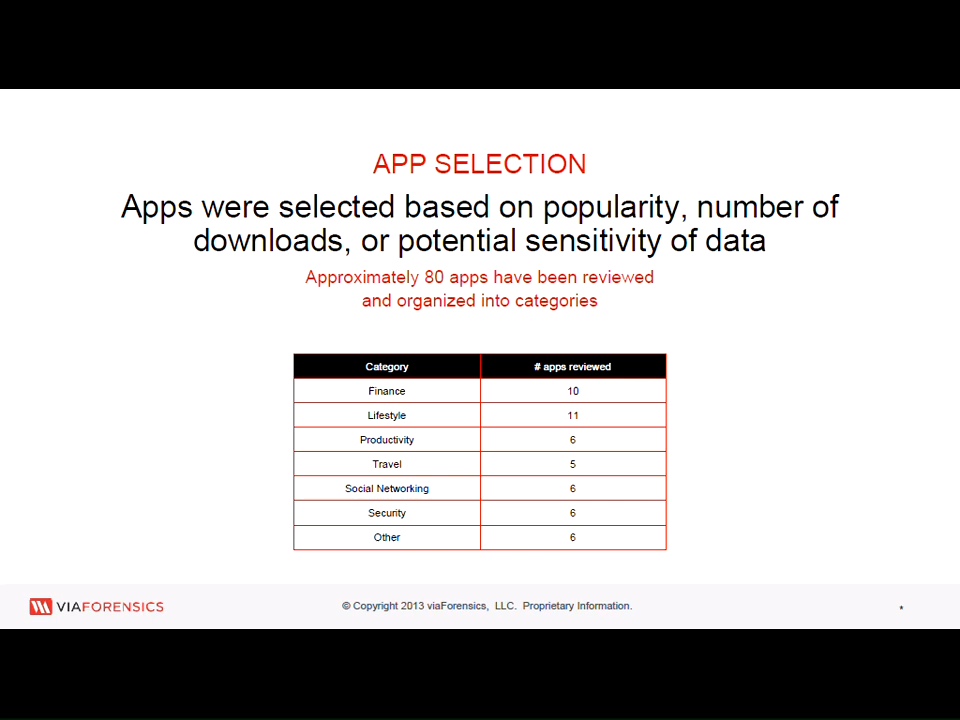 APP SELECTION
Apps were selected based on popularity, number of
downloads, or potential sensitivity of data
Approximately 80 apps have been reviewed
and organized into categories
Category # apps reviewed
Finance 10
Lifestyle 11
Productivity 6
Travel 5
Social Networking 6
Security 6
Other 6
VIAFORENSICS © Copyright 2013 viaForensics, LLC. Proprietary Information. *